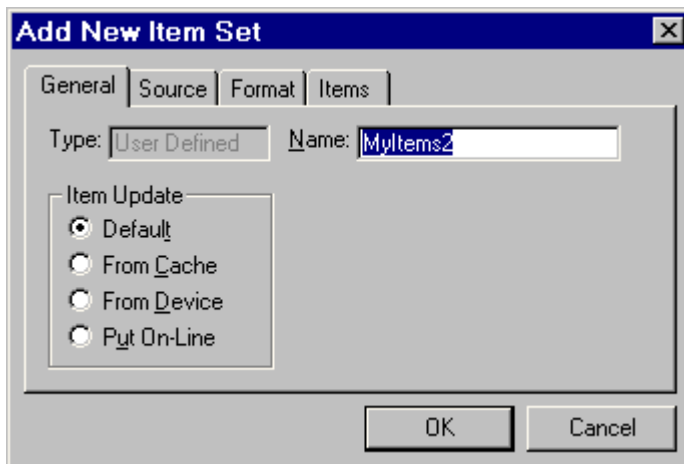 Add New Item Set
General Source Format Items
Type: User Defined Name: MyItems2
Item Update
Default
From Cache
From Device
Put On-Line
OK Cancel